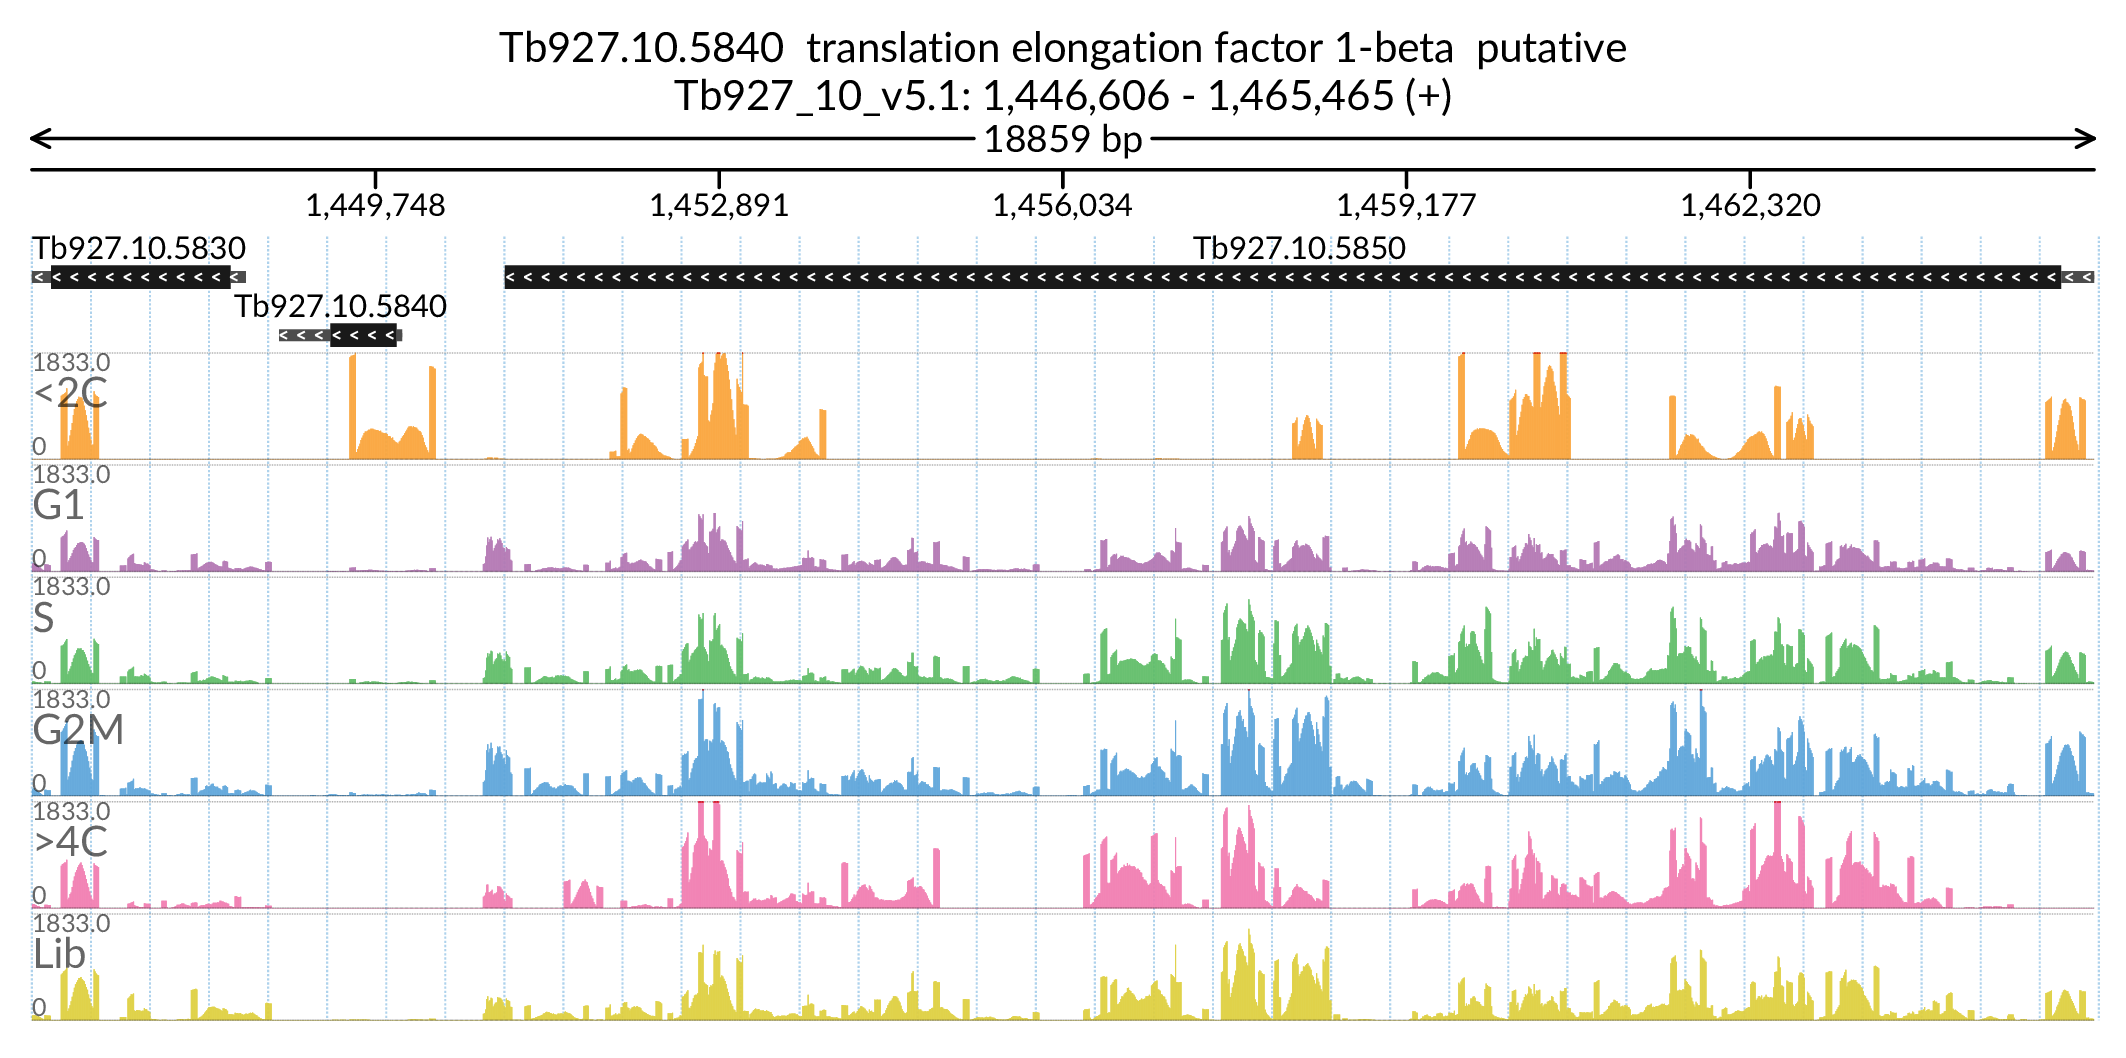 Tb927.10.5840 translation elongation factor 1-beta putative
Tb927_10_v5.1: 1,446,606 - 1,465,465 (+)
18859 bp
1,449,748 1,452,891 1,456,034 1,459,177 1,462,320
Tb927.10.5830 Tb927.10.5850
Tb927.10.5840
1833.0
<2C
0
1833.0
G1
0
1833.0
S
0
1833.0
G2M
0
1833.0
>4C
0
1833.0
Lib
0